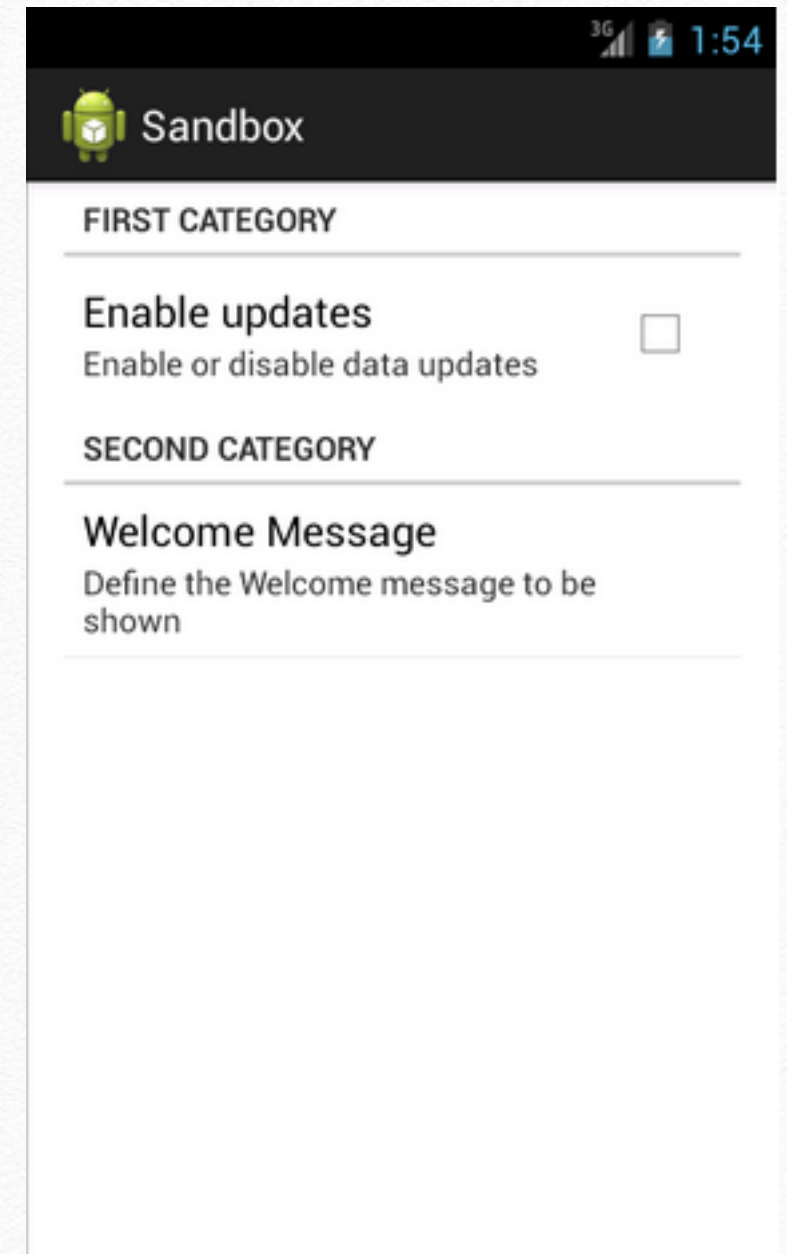 3G 1:54
Sandbox
FIRST CATEGORY
Enable updates
Enable or disable data updates
SECOND CATEGORY
Welcome Message
Define the Welcome message to be
shown